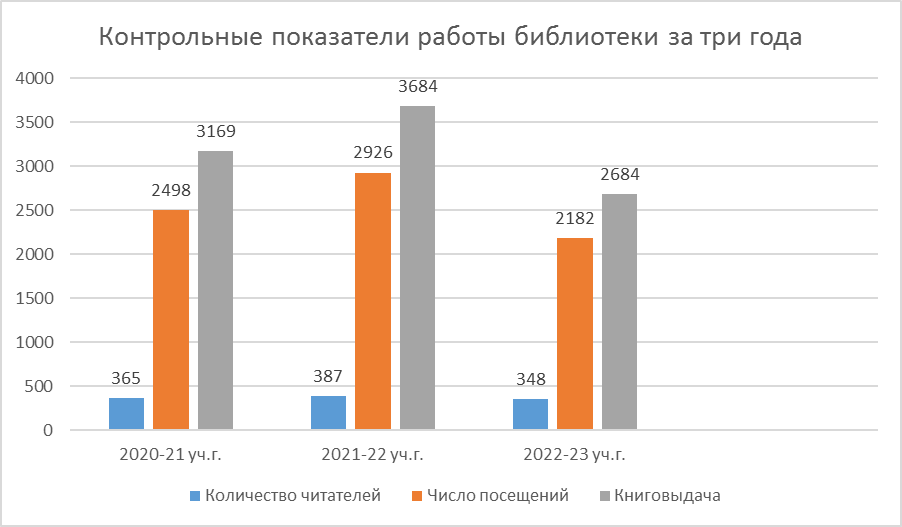 Контрольные показатели работы библиотеки за три года
4000
3500
3000
2500
2000
1500
1000
500
0
365
2498
3169
387
2926
3684
348
2182
2684
2020-21 уч.г.
2021-22 уч.г.
2022-23 уч.г.
Количество читателей
Число посещений
Книговыдача